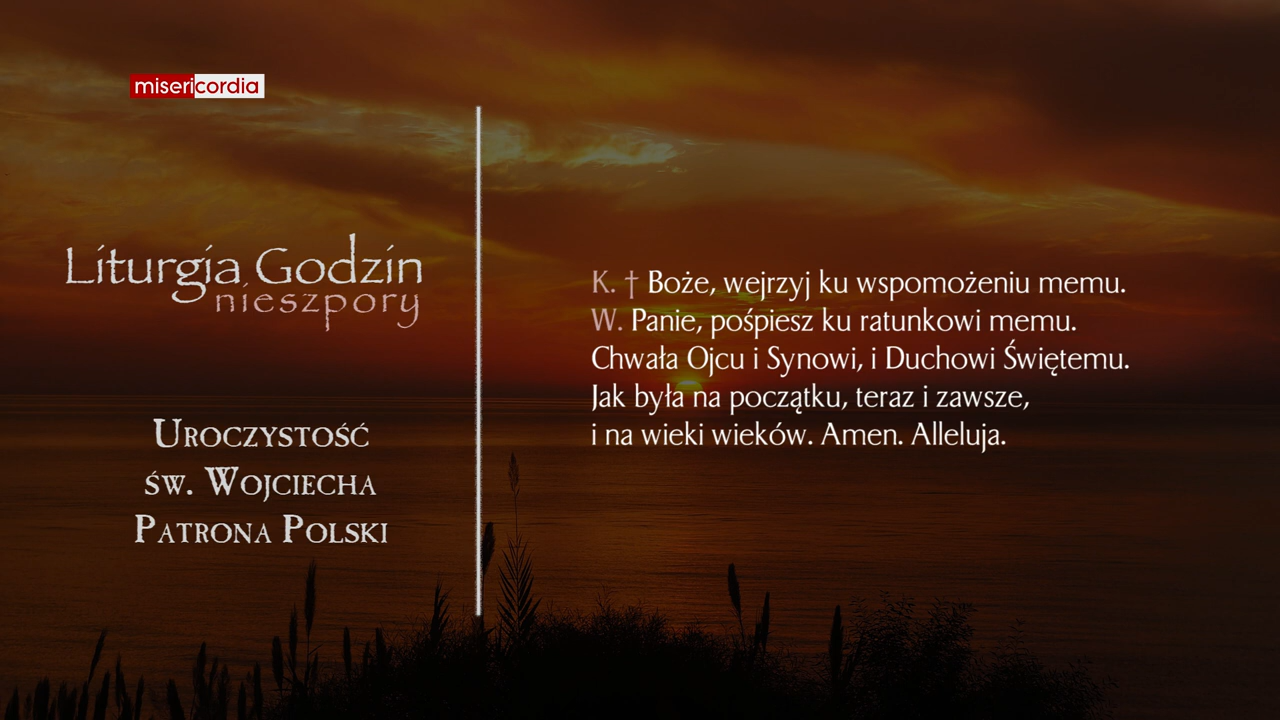 misericordia
Liturgia Godzin
nieszpory
Uroczystość
św. Wojciecha
Patrona Polski
K. † Boże, wejrzyj ku wspomożeniu memu.
W. Panie, pośpiesz ku ratunkowi memu.
Chwała Ojcu i Synowi, i Duchowi Świętemu.
Jak była na początku, teraz i zawsze,
i na wieki wieków. Amen. Alleluja.